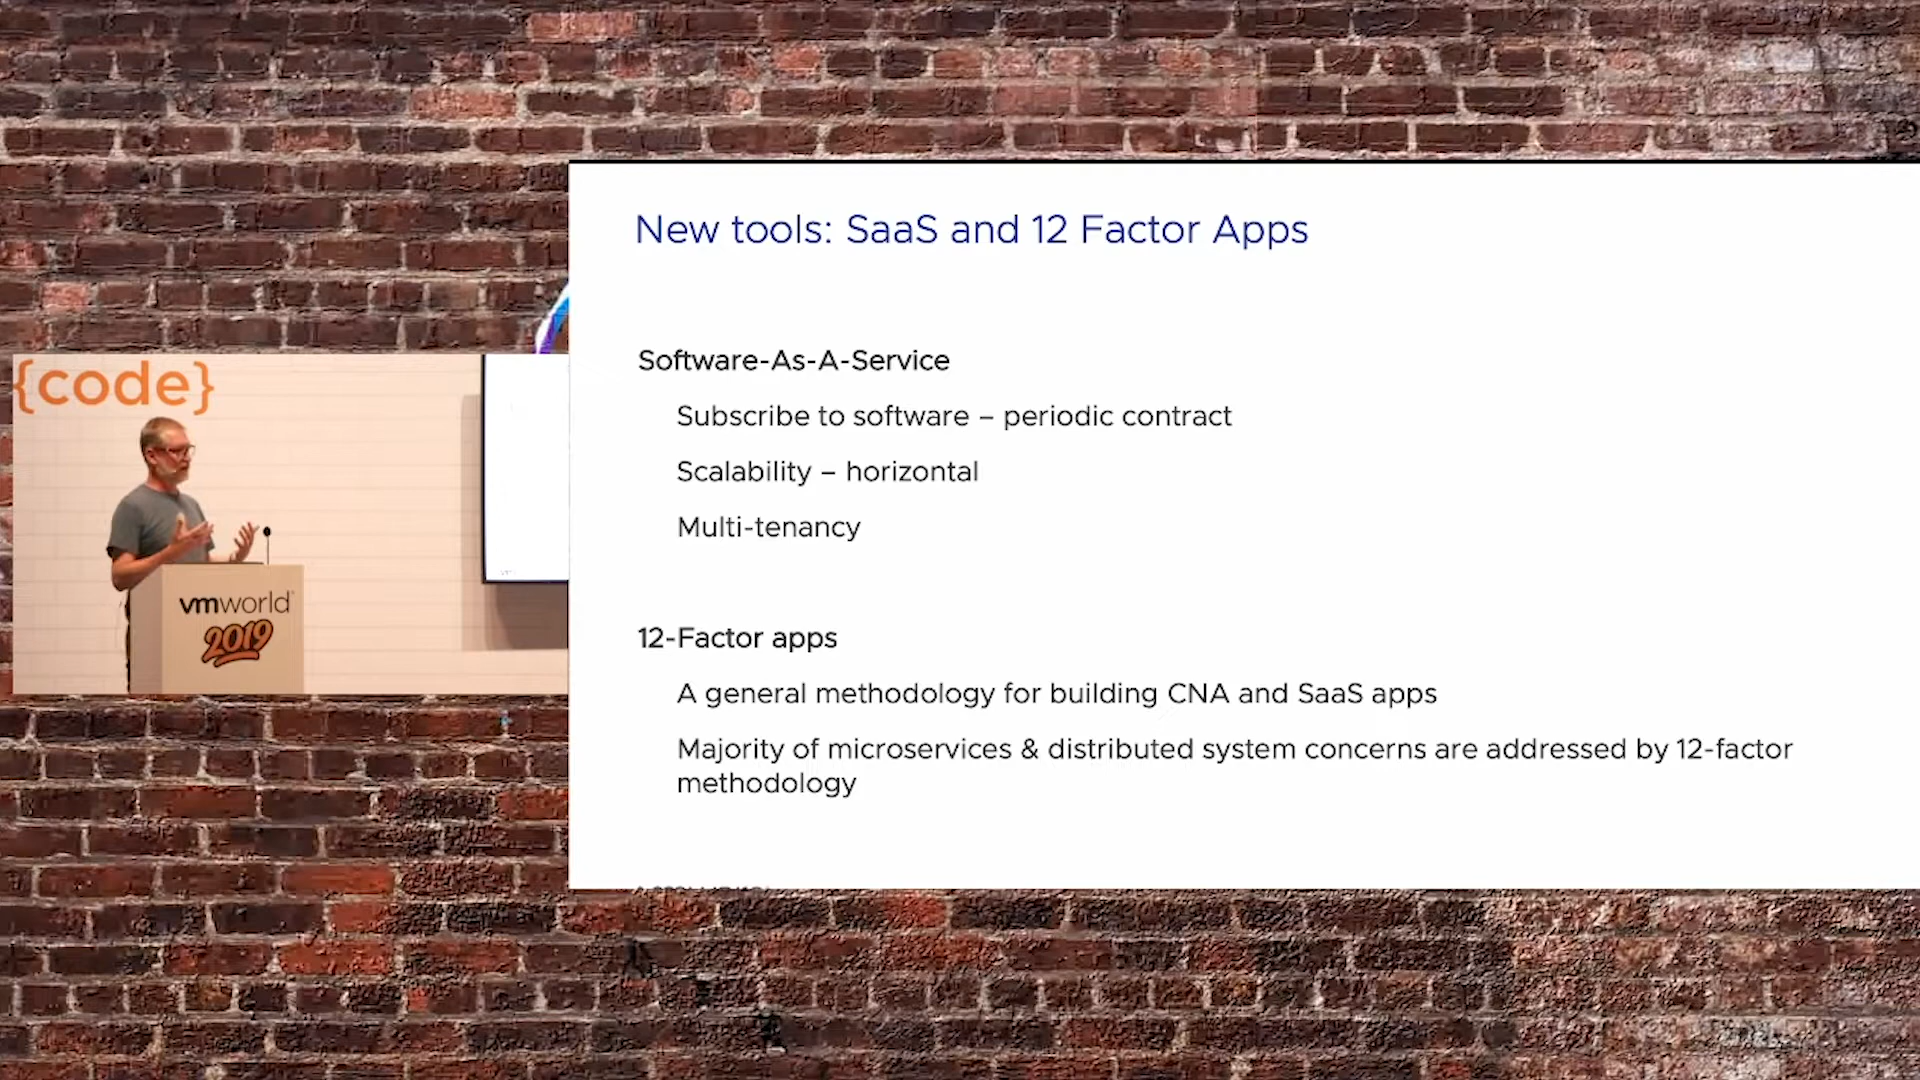 {code}
vmworld
2019
New tools: SaaS and 12 Factor Apps
Software-As-A-Service
Subscribe to software – periodic contract
Scalability – horizontal
Multi-tenancy
12-Factor apps
A general methodology for building CNA and SaaS apps
Majority of microservices & distributed system concerns are addressed by 12-factor
methodology